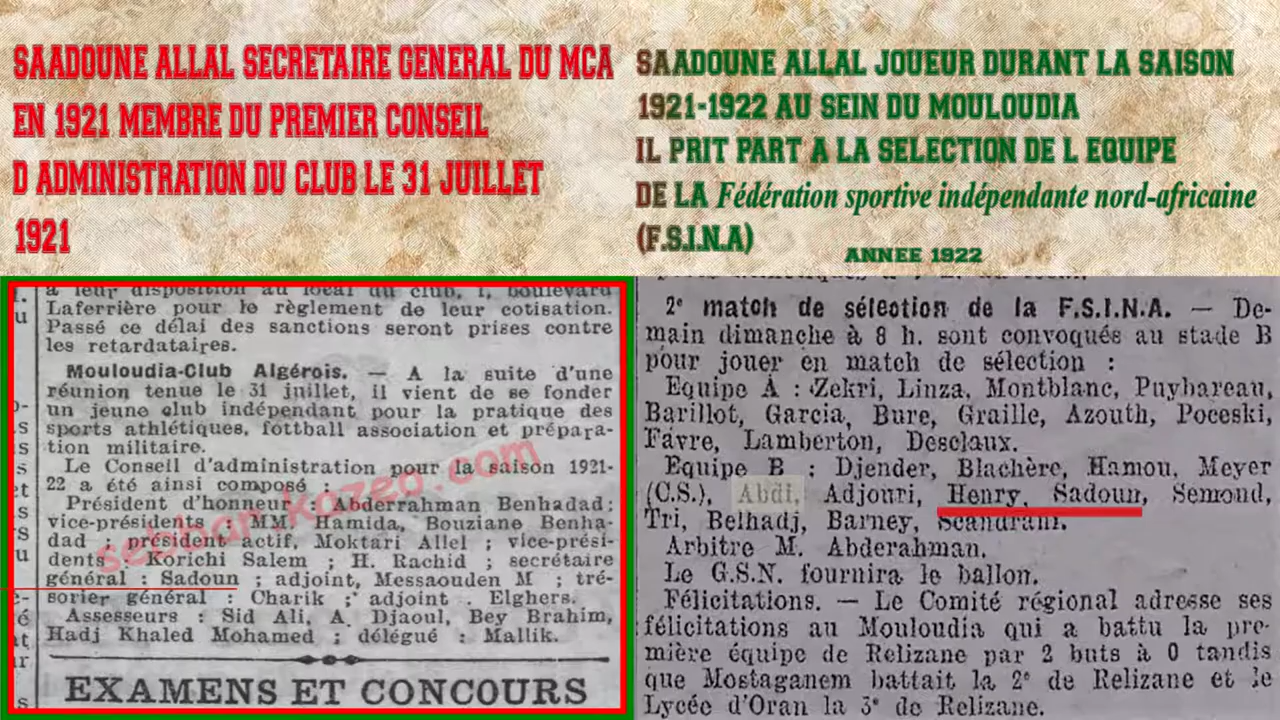 SAADOUNE ALLAL SECRETAIRE GENERAL DU MCA
EN 1921 MEMBRE DU PREMIER CONSEIL
D ADMINISTRATION DU CLUB LE 31 JUILLET
1921
SAADOUNE ALLAL JOUEUR DURANT LA SAISON
1921-1922 AU SEIN DU MOULOUDIA
IL PRIT PART A LA SELECTION DE L EQUIPE
DE LA Fédération sportive indépendante nord-africaine
(F.S.I.N.A)
ANNEE 1922
à leur disposition au local du club, 1, boulevard
Laferrière pour le règlement de leur cotisation.
Passé ce délai des sanctions seront prises contre
les retardataires.
Mouloudia-Club Algérois. — A la suite d'une
réunion tenue le 31 juillet, il vient de se fonder
un jeune club indépendant pour la pratique des
sports athlétiques, fottball association et prépara-
tion militaire.
Le Conseil d'administration pour la saison 1921-
22 a été ainsi composé :
Président d'honneur : Abderrahman Benhadad;
vice-présidents : MM. Hamida, Bouziane Benha-
dad ; président actif, Moktari Allel ; vice-prési-
dents Korichi Salem ; H. Rachid ; secrétaire
général : Sadoun ; adjoint, Messaouden M ; tré-
sorier général : Charik ; adjoint . Elghers.
Assesseurs : Sid Ali, A. Djaoul, Bey Brahim,
Hadj Khaled Mohamed ; délégué : Mallik.
EXAMENS ET CONCOURS
2e match de sélection de la F.S.I.N.A. — De-
main dimanche à 8 h. sont convoqués au stade B
pour jouer en match de sélection :
Equipe A : Zekri, Linza, Montblanc, Puybareau,
Barillot, Garcia, Bure, Graille, Azouth, Poceski,
Favre, Lamberton, Desclaux.
Equipe B : Djender, Blachère, Hamou, Meyer
(C.S.), Abdi, Adjouri, Henry, Sadoun, Semond,
Tri, Belhadj, Barney, Scandrani.
Arbitre M. Abderahman.
Le G.S.N. fournira le ballon.
Félicitations. — Le Comité régional adresse ses
félicitations au Mouloudia qui a battu la pre-
mière équipe de Relizane par 2 buts à 0 tandis
que Mostaganem battait la 2e de Relizane et le
Lycée d'Oran la 3e de Relizane.